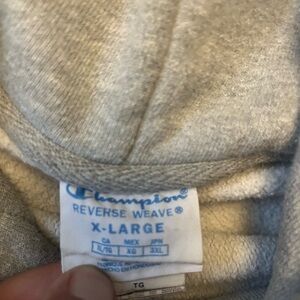 Champion
REVERSE WEAVE®
X-LARGE
CA MEX JPN
XL/TG XG 3XL
TG